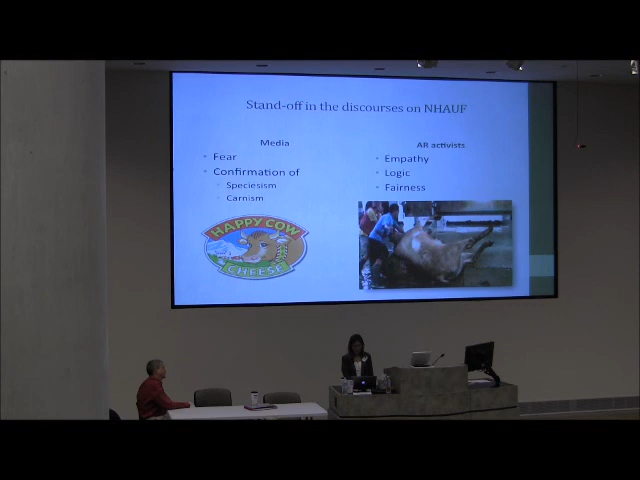 Stand-off in the discourses on NHAUF
Media
Fear
Confirmation of
Speciesism
Carnism
AR activists
Empathy
Logic
Fairness
HAPPY COW
CHEESE